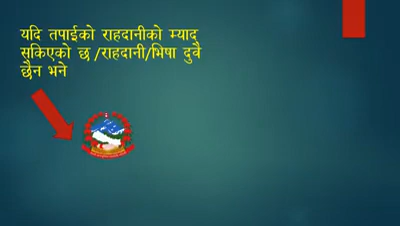 यदि तपाईको राहदानीको म्याद
सकिएको छ /राहदानी/भिषा दुवै
छैन भने